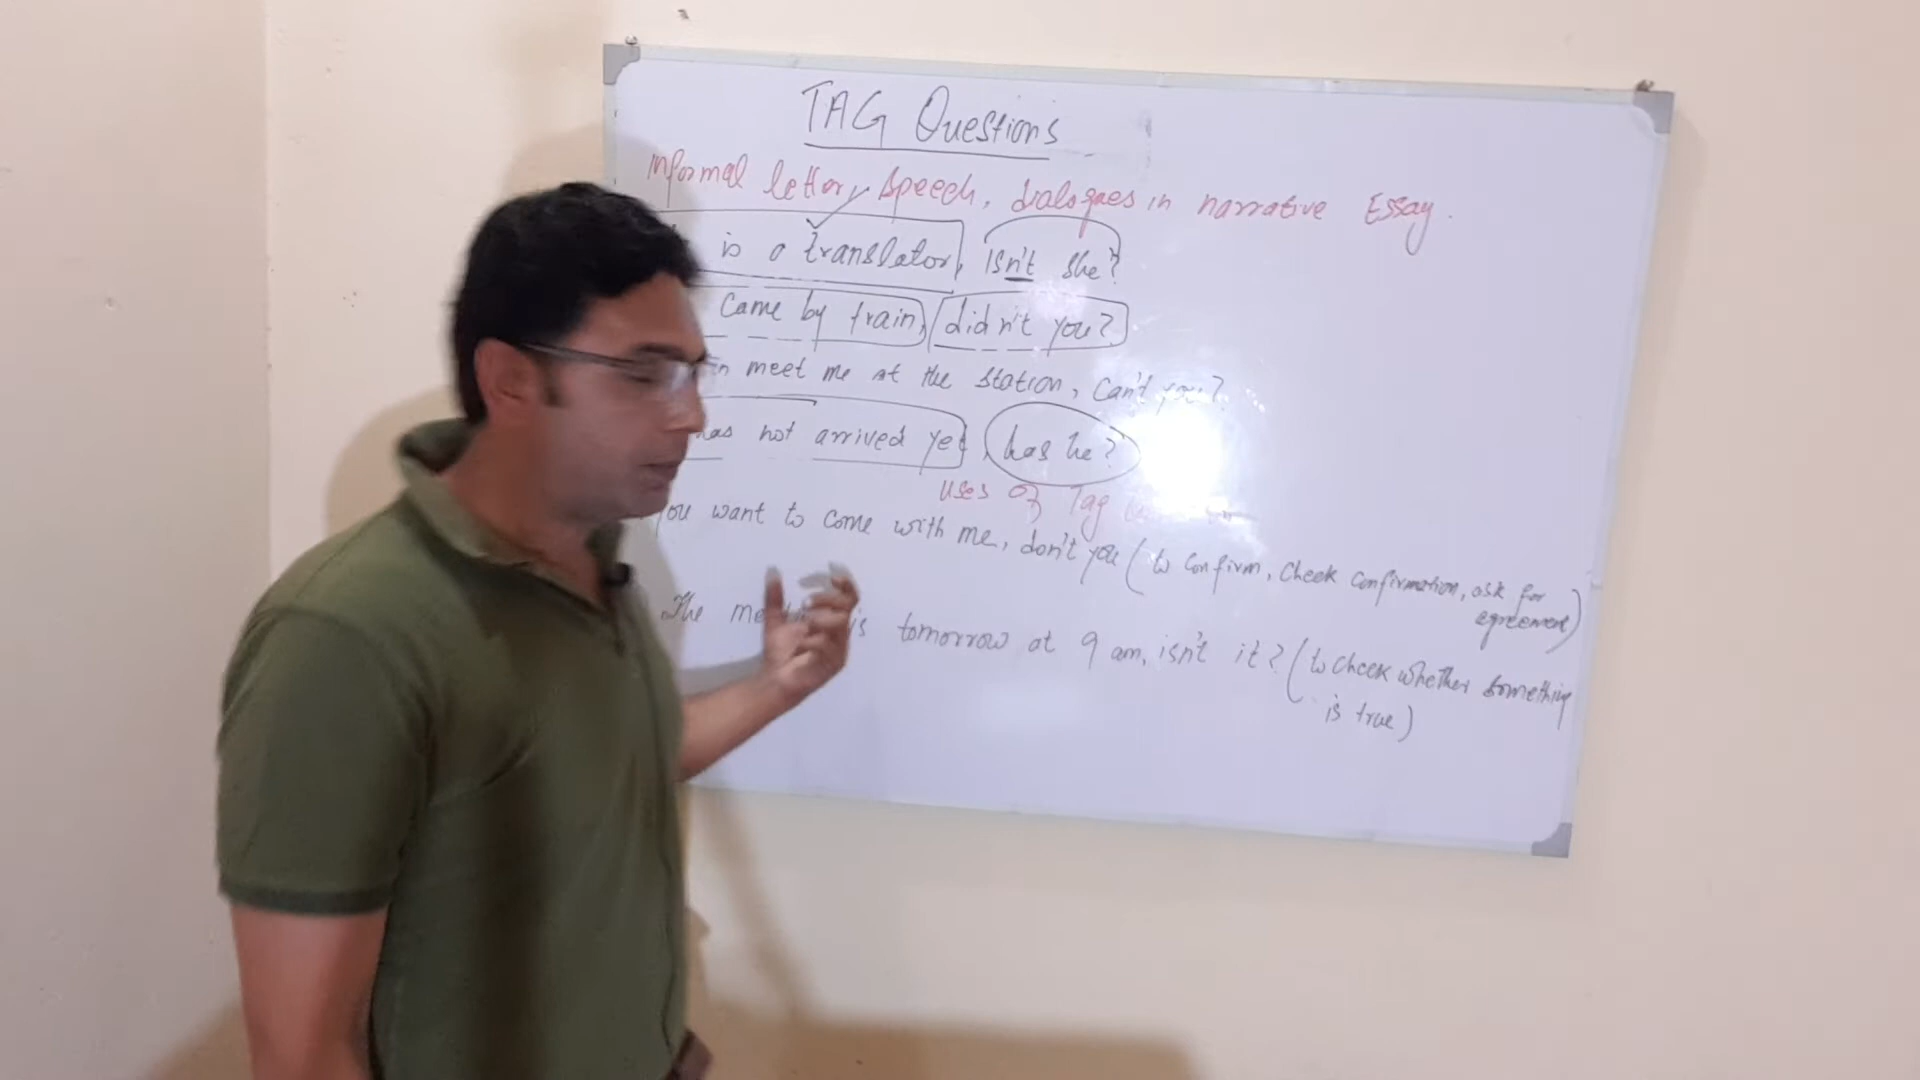 TAG Questions
Informal letter, Speech, dialogues in narrative Essay.
is a translator, isn't she?
came by train, didn't you?
meet me at the station, can't you?
has not arrived yet, has he?
uses of Tag
You want to come with me, don't you (to confirm, check confirmation, ask for
agreement)
The is tomorrow at 9 am, isn't it? (to check whether something
is true)